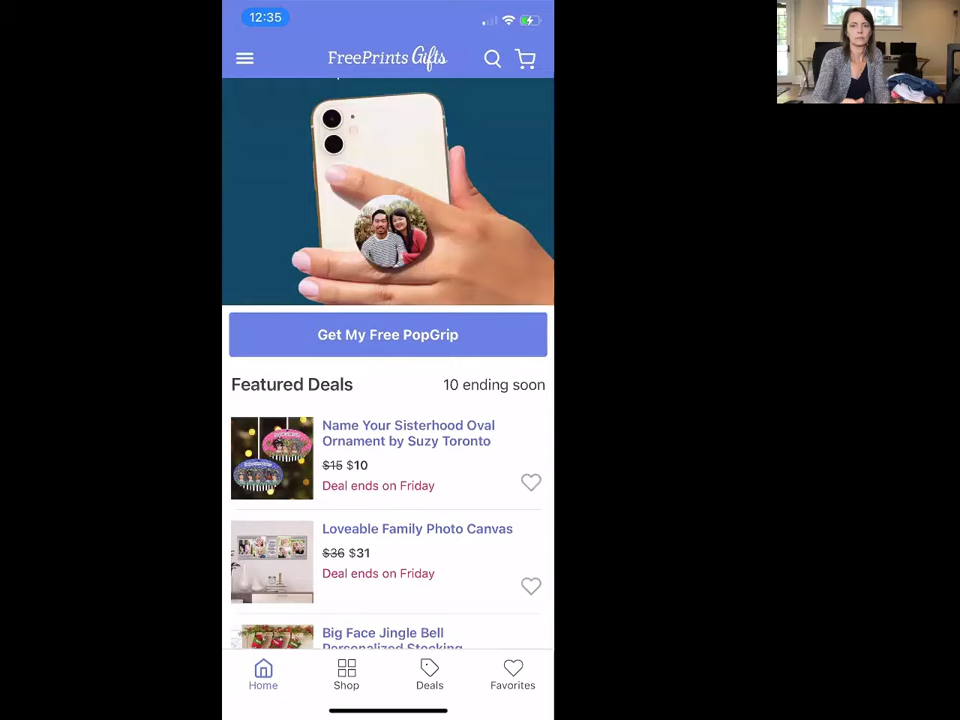 12:35
FreePrints Gifts
Get My Free PopGrip
Featured Deals
10 ending soon
Name Your Sisterhood Oval
Ornament by Suzy Toronto
$15 $10
Deal ends on Friday
Loveable Family Photo Canvas
$36 $31
Deal ends on Friday
Big Face Jingle Bell
Personalized Stocking
Home
Shop
Deals
Favorites